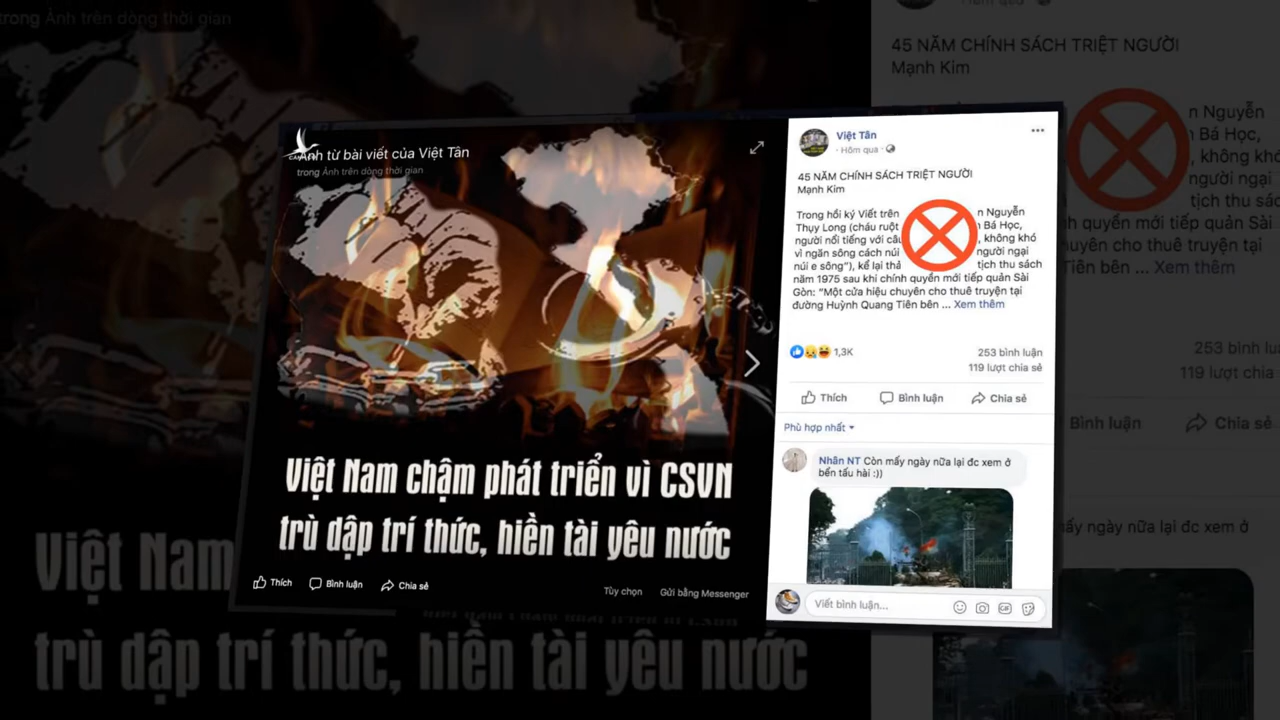 trong Ảnh trên dòng thời gian
Hôm qua
45 NĂM CHÍNH SÁCH TRIỆT NGƯỜI
Mạnh Kim
n Nguyễn
Bá Học,
, không khó
người ngại
tịch thu sác
h quyền mới tiếp quản Sài
uyên cho thuê truyện tại
Tiên bên ... Xem thêm
253 bình luậ
119 lượt chia
Bình luận
Chia sẻ
mấy ngày nữa lại đc xem ở
Việt Nam
trù dập trí thức, hiền tài yêu nước
Ảnh từ bài viết của Việt Tân
trong Ảnh trên dòng thời gian
Việt Nam chậm phát triển vì CSVN
trù dập trí thức, hiền tài yêu nước
Thích
Bình luận
Chia sẻ
Tùy chọn
Gửi bằng Messenger
Việt Tân
· Hôm qua ·
45 NĂM CHÍNH SÁCH TRIỆT NGƯỜI
Mạnh Kim
Trong hồi ký Viết trên n Nguyễn
Thụy Long (cháu ruột Bá Học,
người nổi tiếng với câu , không khó
vì ngăn sông cách núi người ngại
núi e sông"), kể lại thả tịch thu sách
năm 1975 sau khi chính quyền mới tiếp quản Sài
Gòn: "Một cửa hiệu chuyên cho thuê truyện tại
đường Huỳnh Quang Tiên bên ... Xem thêm
1,3K
253 bình luận
119 lượt chia sẻ
Thích
Bình luận
Chia sẻ
Phù hợp nhất
Nhãn NT Còn mấy ngày nữa lại đc xem ở
bển tấu hài :))
Viết bình luận...
GIF